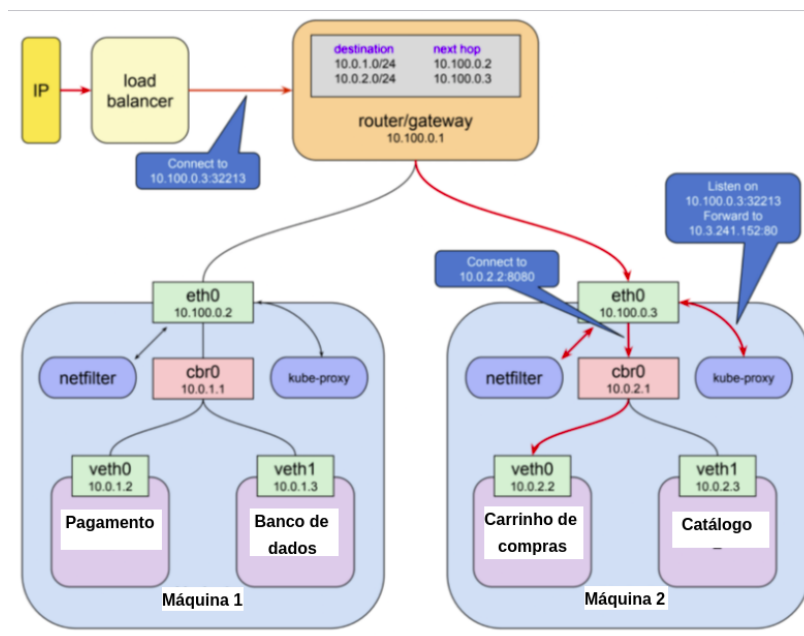 IP
load
balancer
destination next hop
10.0.1.0/24 10.100.0.2
10.0.2.0/24 10.100.0.3
router/gateway
10.100.0.1
Connect to
10.100.0.3:32213
Listen on
10.100.0.3:32213
Forward to
10.3.241.152:80
Connect to
10.0.2.2:8080
eth0
10.100.0.2
netfilter
cbr0
10.0.1.1
kube-proxy
veth0
10.0.1.2
veth1
10.0.1.3
Pagamento
Banco de
dados
Máquina 1
eth0
10.100.0.3
netfilter
cbr0
10.0.2.1
kube-proxy
veth0
10.0.2.2
veth1
10.0.2.3
Carrinho de
compras
Catálogo
Máquina 2